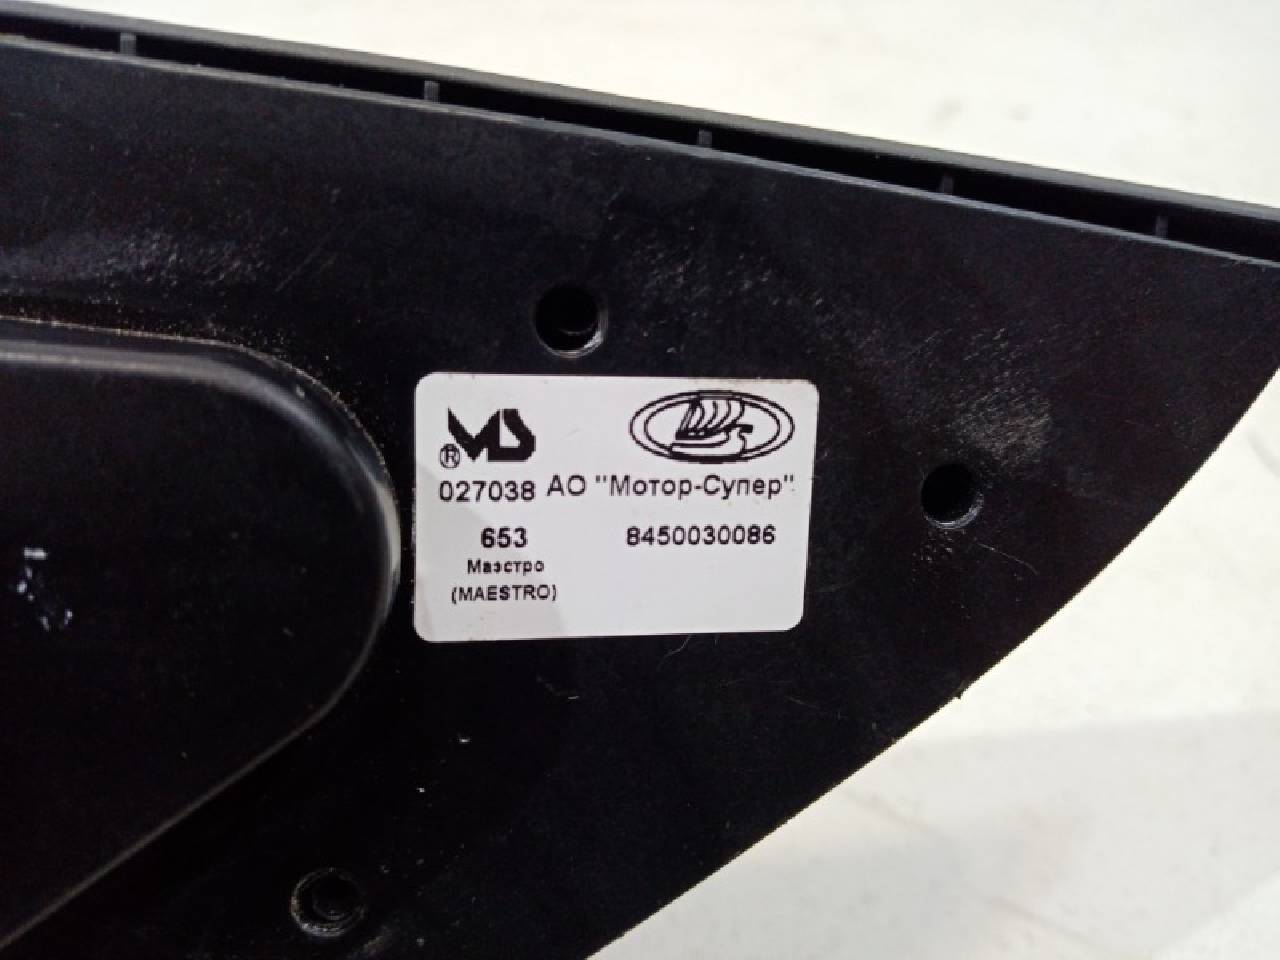 MS
®
027038 АО "Мотор-Супер"
653 8450030086
Маэстро
(MAESTRO)